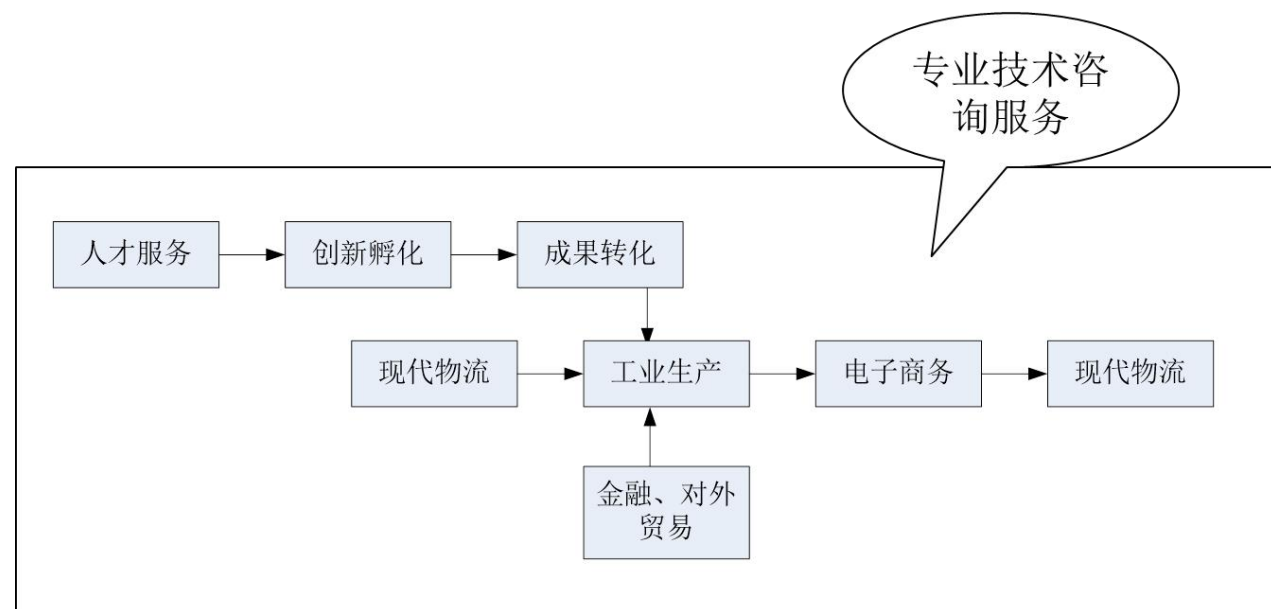 专业技术咨
询服务
人才服务
创新孵化
成果转化
现代物流
工业生产
电子商务
现代物流
金融、对外
贸易